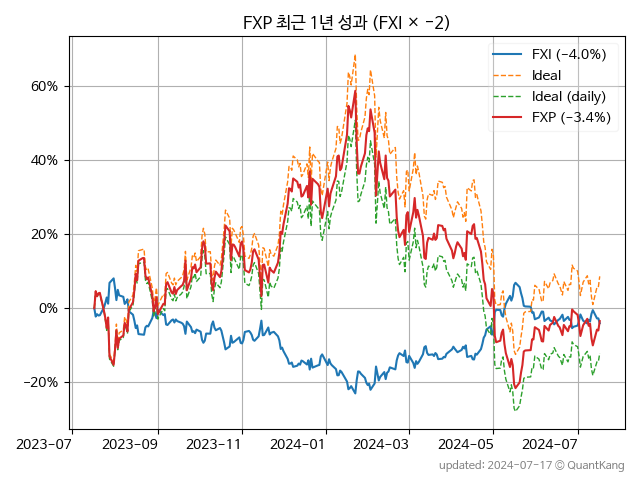 FXP 최근 1년 성과 (FXI × −2)
FXI (−4.0%)
Ideal
Ideal (daily)
FXP (−3.4%)
60%
40%
20%
0%
−20%
2023-07 2023-09 2023-11 2024-01 2024-03 2024-05 2024-07
updated: 2024-07-17 © QuantKang